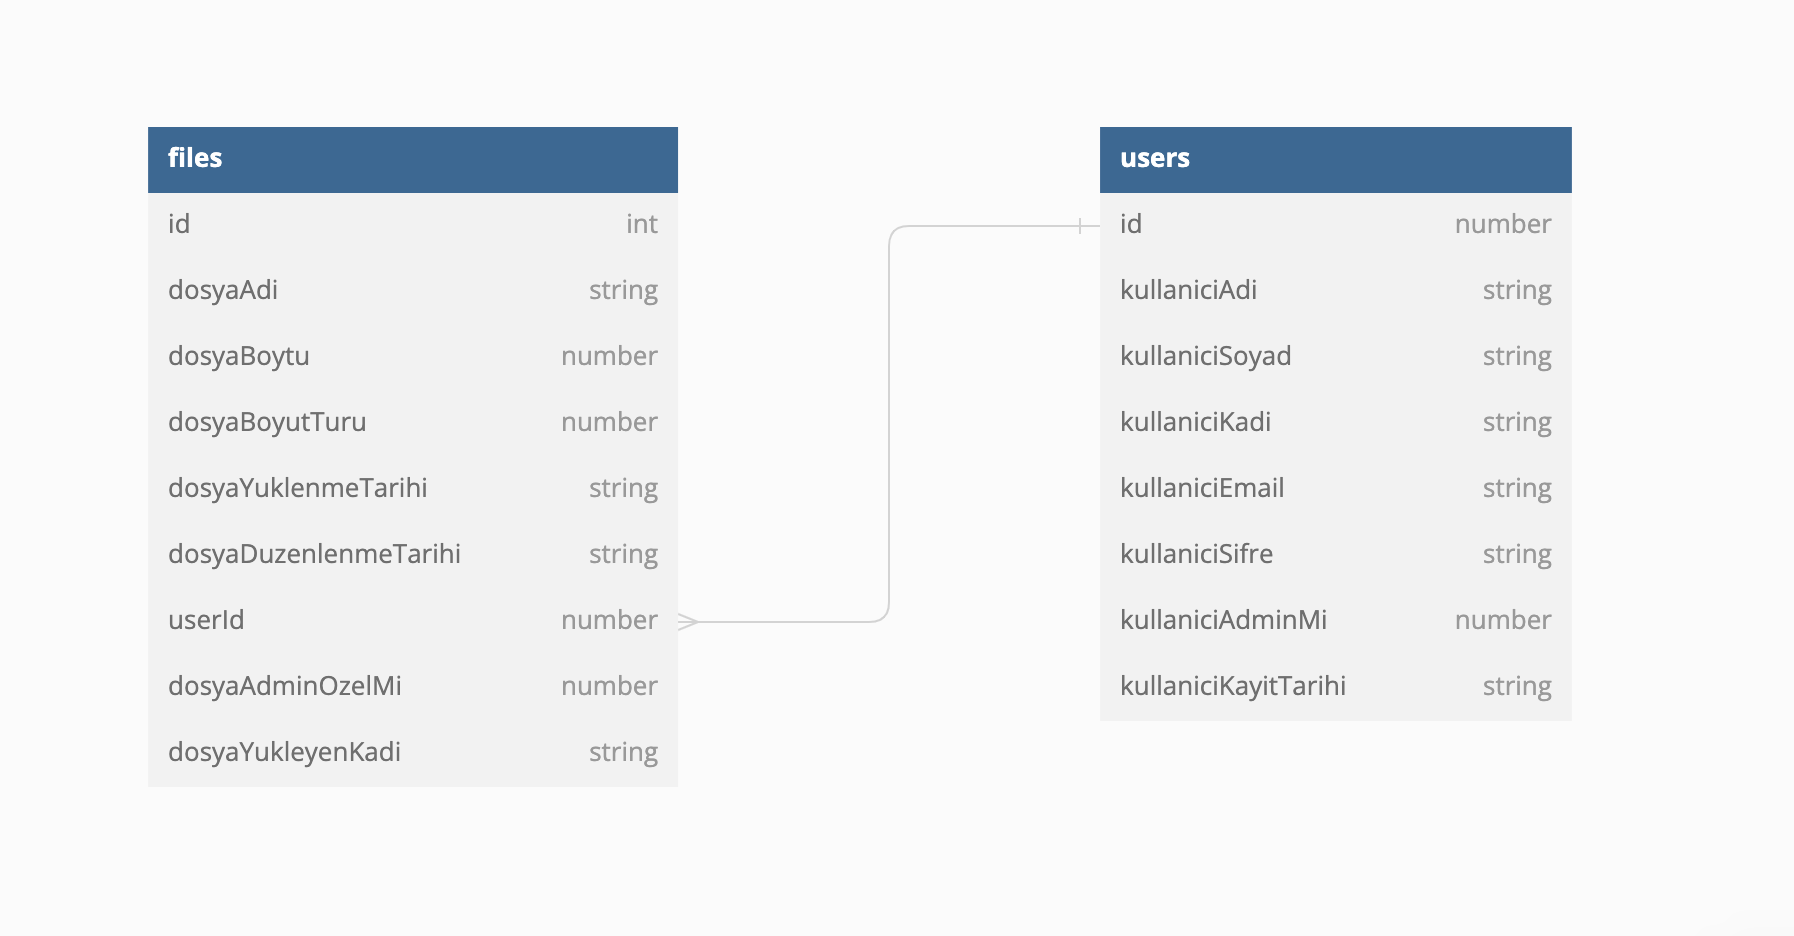 files
id int
dosyaAdi string
dosyaBoytu number
dosyaBoyutTuru number
dosyaYuklenmeTarihi string
dosyaDuzenlenmeTarihi string
userId number
dosyaAdminOzelMi number
dosyaYukleyenKadi string
users
id number
kullaniciAdi string
kullaniciSoyad string
kullaniciKadi string
kullaniciEmail string
kullaniciSifre string
kullaniciAdminMi number
kullaniciKayitTarihi string